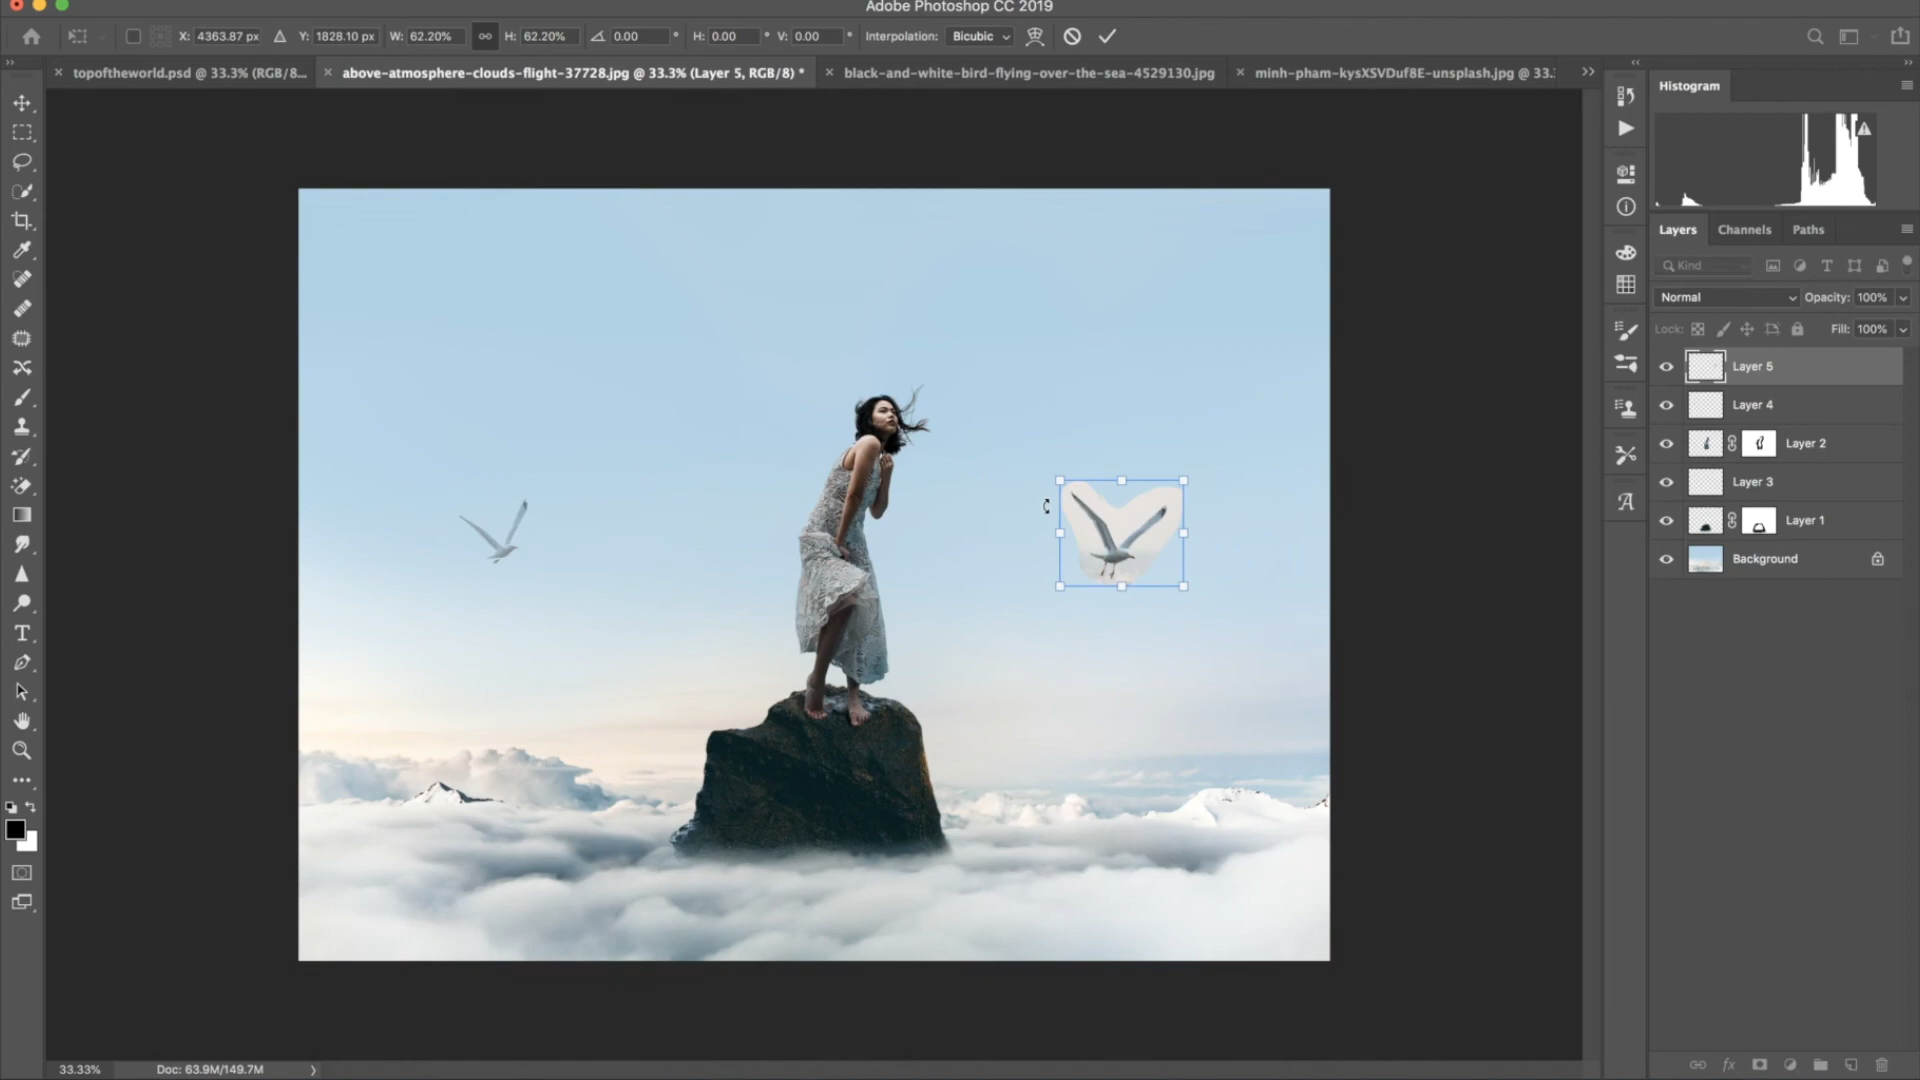 Adobe Photoshop CC 2019
X: 4363.87 px Y: 1828.10 px W: 62.20% H: 62.20% 0.00 ° H: 0.00 ° V: 0.00 ° Interpolation: Bicubic
topoftheworld.psd @ 33.3% (RGB/8... above-atmosphere-clouds-flight-37728.jpg @ 33.3% (Layer 5, RGB/8) * black-and-white-bird-flying-over-the-sea-4529130.jpg minh-pham-kysXSVDuf8E-unsplash.jpg @ 33.
Histogram
Layers Channels Paths
Kind
Normal Opacity: 100%
Lock: Fill: 100%
Layer 5
Layer 4
Layer 2
Layer 3
Layer 1
Background
33.33% Doc: 63.9M/149.7M